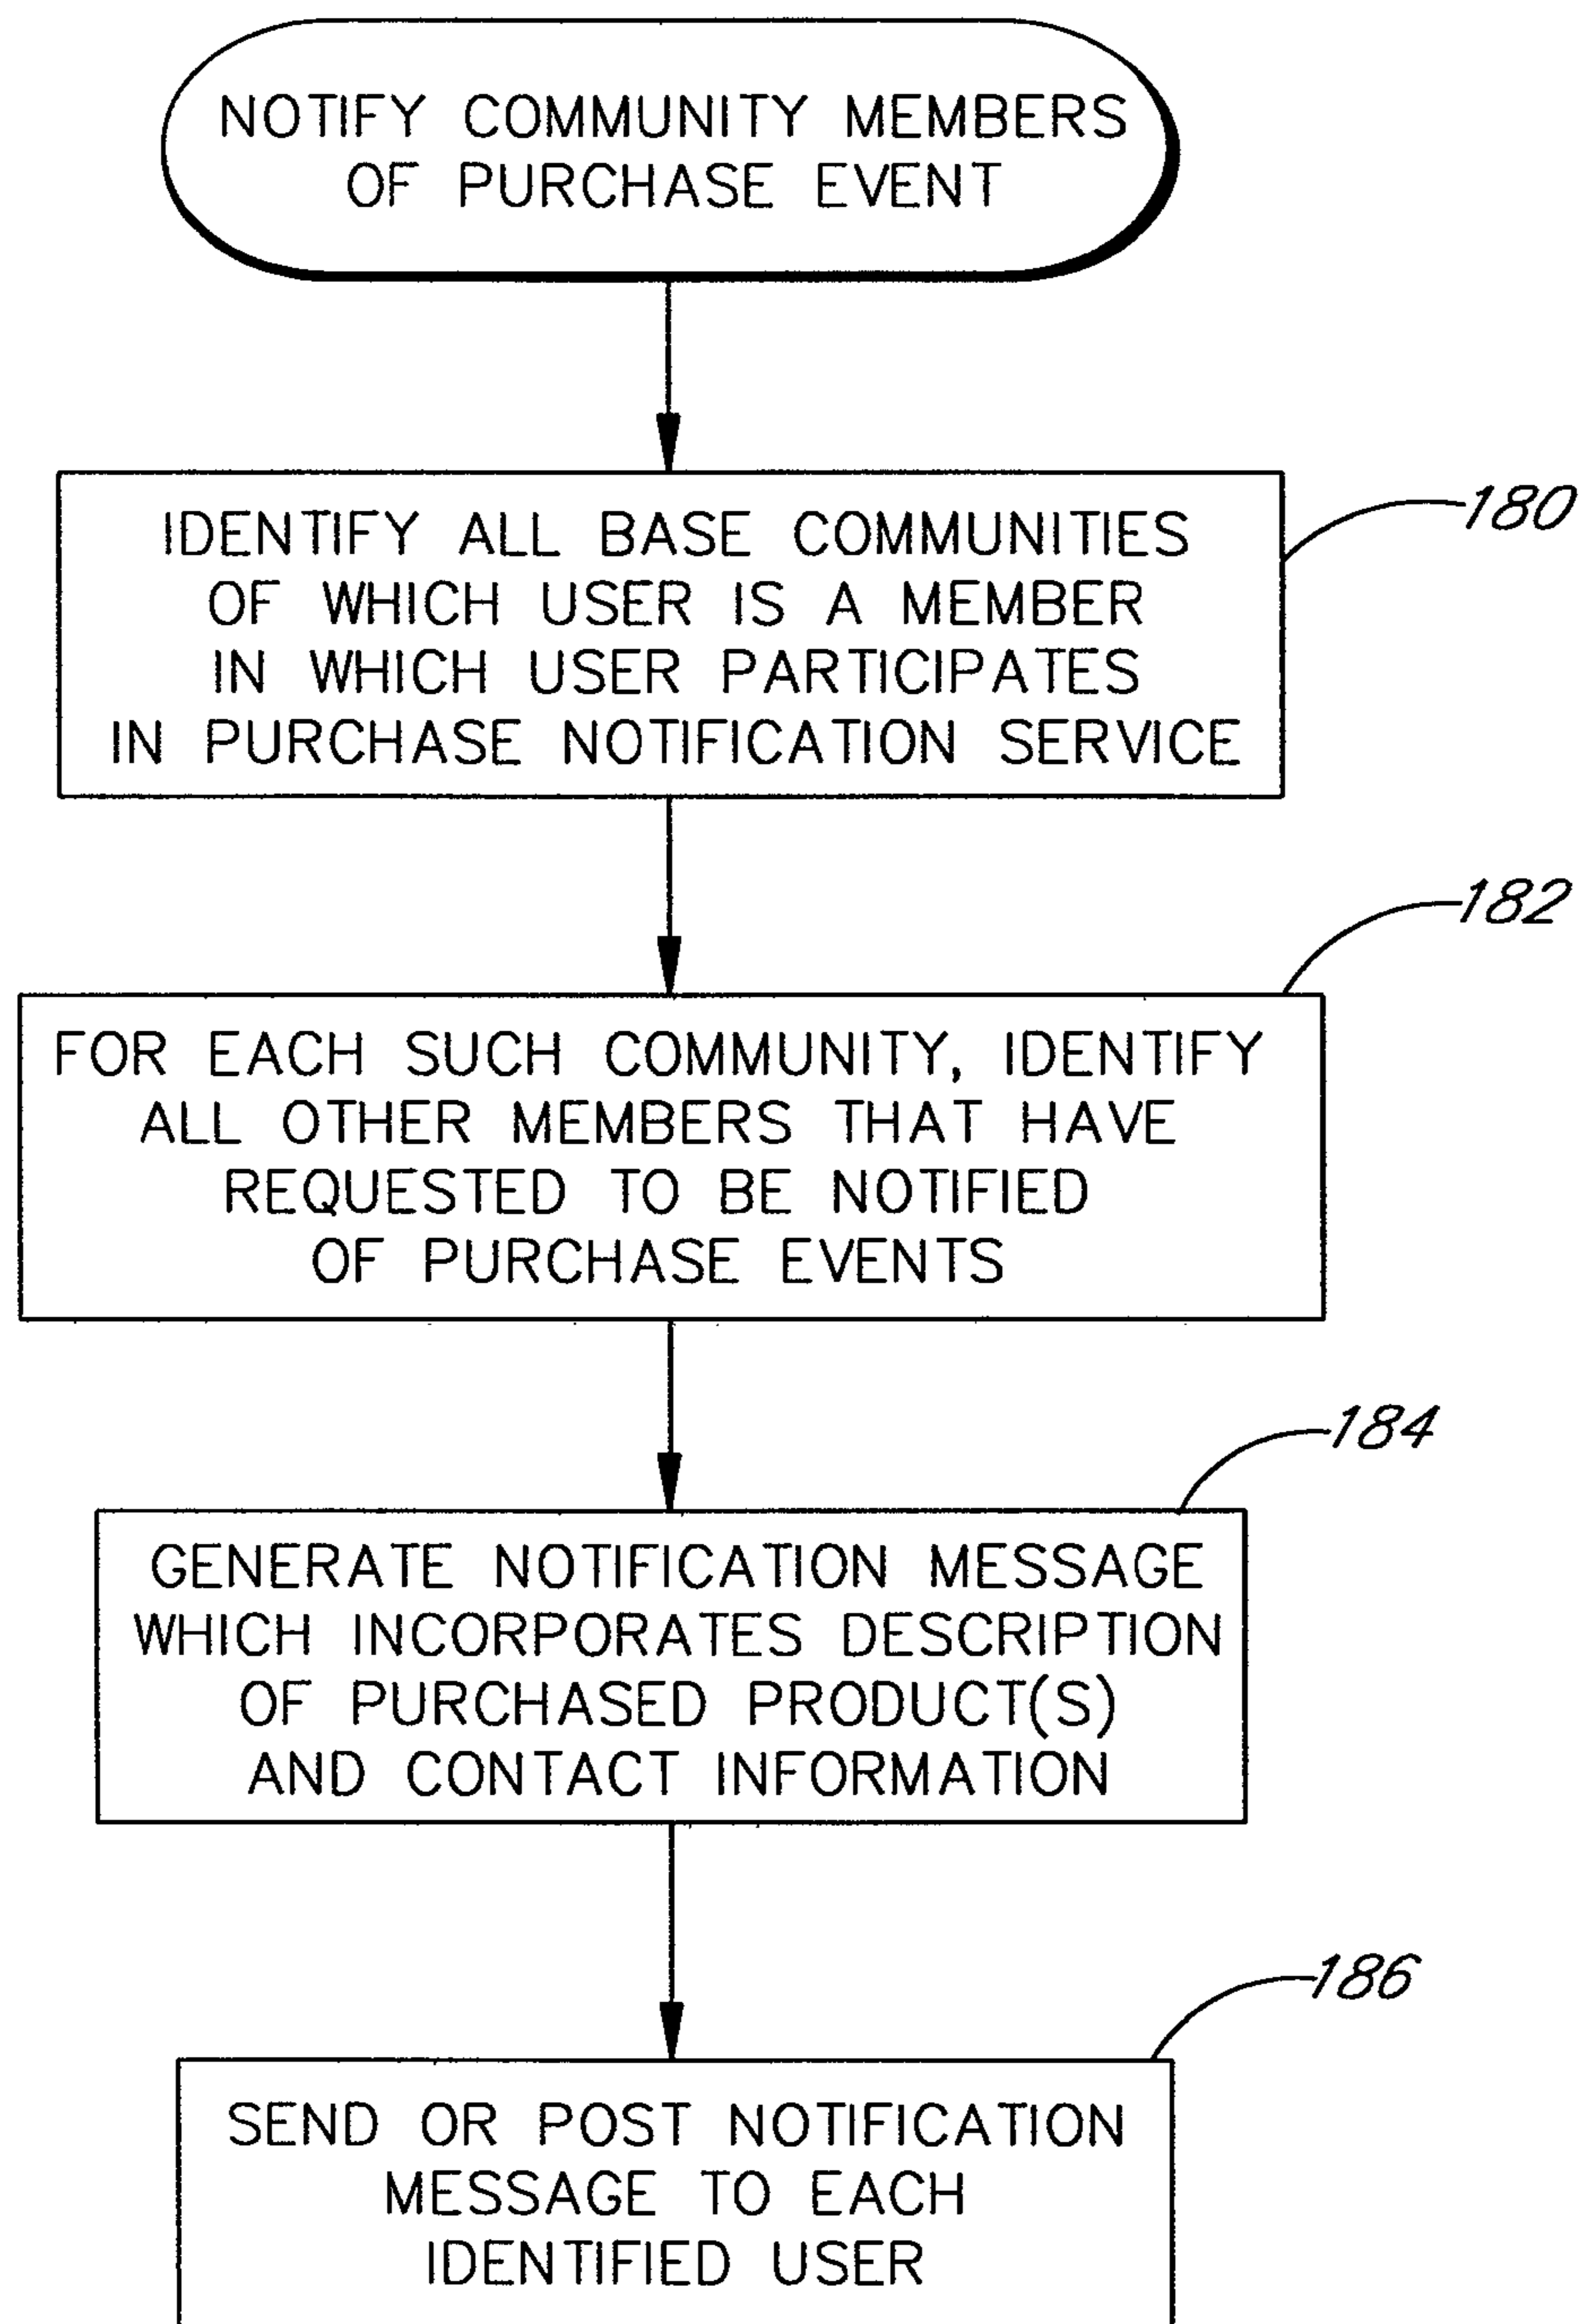 NOTIFY COMMUNITY MEMBERS
OF PURCHASE EVENT
180
IDENTIFY ALL BASE COMMUNITIES
OF WHICH USER IS A MEMBER
IN WHICH USER PARTICIPATES
IN PURCHASE NOTIFICATION SERVICE
182
FOR EACH SUCH COMMUNITY, IDENTIFY
ALL OTHER MEMBERS THAT HAVE
REQUESTED TO BE NOTIFIED
OF PURCHASE EVENTS
184
GENERATE NOTIFICATION MESSAGE
WHICH INCORPORATES DESCRIPTION
OF PURCHASED PRODUCT(S)
AND CONTACT INFORMATION
186
SEND OR POST NOTIFICATION
MESSAGE TO EACH
IDENTIFIED USER